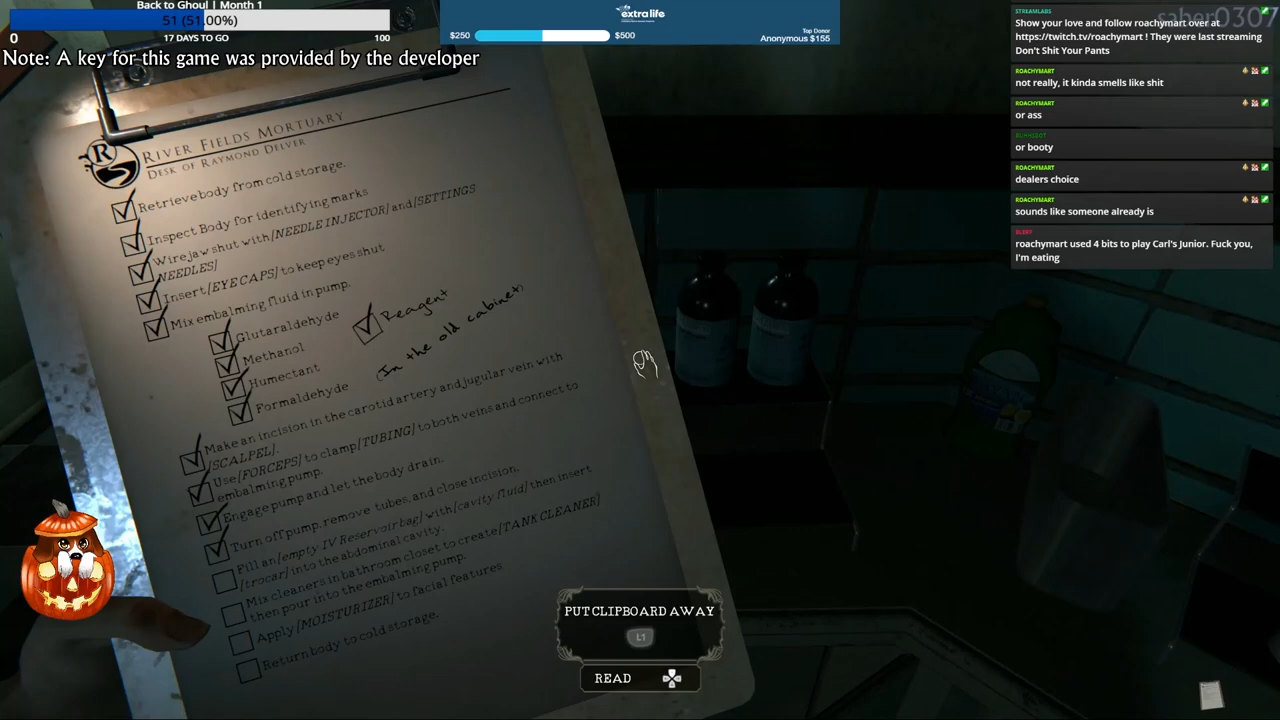 Back to Ghoul! | Month 1
51 (51.00%)
0 17 DAYS TO GO 100
Note: A key for this game was provided by the developer
extra life
$250 $500
Top Donor
Anonymous $155
saber0307
STREAMLABS
Show your love and follow roachymart over at
https://twitch.tv/roachymart ! They were last streaming
Don't Shit Your Pants
ROACHYMART
not really, it kinda smells like shit
ROACHYMART
or ass
or booty
ROACHYMART
dealers choice
ROACHYMART
sounds like someone already is
roachymart used 4 bits to play Carl's Junior. Fuck you,
I'm eating
R
RIVER FIELDS MORTUARY
DESK OF RAYMOND DELVER
Retrieve body from cold storage.
Inspect Body for identifying marks
Wire jaw shut with [NEEDLE INJECTOR] and [SETTINGS
NEEDLES]
Insert [EYE CAPS] to keep eyes shut
Mix embalming fluid in pump.
Glutaraldehyde
Reagent
Methanol
(In the old cabinet)
Humectant
Formaldehyde
Make an incision in the carotid artery and jugular vein with
[SCALPEL].
Use [FORCEPS] to clamp [TUBING] to both veins and connect to
embalming pump.
Engage pump and let the body drain.
Turn off pump, remove tubes, and close incision.
Fill an [empty IV Reservoir bag] with [cavity fluid] then insert
[trocar] into the abdominal cavity.
Mix cleaners in bathroom closet to create [TANK CLEANER]
then pour into the embalming pump.
Apply [MOISTURIZER] to facial features.
Return body to cold storage.
PUT CLIPBOARD AWAY
L1
READ